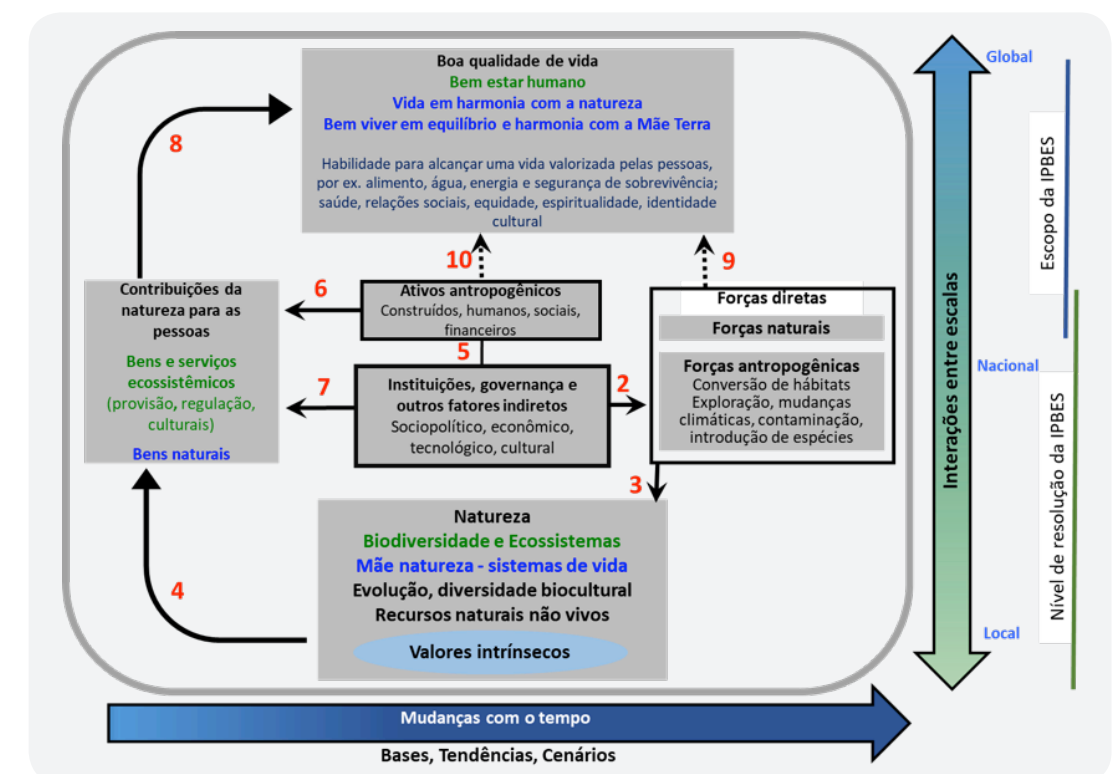 Boa qualidade de vida
Bem estar humano
Vida em harmonia com a natureza
Bem viver em equilíbrio e harmonia com a Mãe Terra
Habilidade para alcançar uma vida valorizada pelas pessoas,
por ex. alimento, água, energia e segurança de sobrevivência;
saúde, relações sociais, equidade, espiritualidade, identidade
cultural
8
10
9
Contribuições da
natureza para as
pessoas
Bens e serviços
ecossistêmicos
(provisão, regulação,
culturais)
Bens naturais
6
Ativos antropogênicos
Construídos, humanos, sociais,
financeiros
5
7
Instituições, governança e
outros fatores indiretos
Sociopolítico, econômico,
tecnológico, cultural
2
Forças diretas
Forças naturais
Forças antropogênicas
Conversão de hábitats
Exploração, mudanças
climáticas, contaminação,
introdução de espécies
3
4
Natureza
Biodiversidade e Ecossistemas
Mãe natureza - sistemas de vida
Evolução, diversidade biocultural
Recursos naturais não vivos
Valores intrínsecos
Mudanças com o tempo
Bases, Tendências, Cenários
Interações entre escalas
Global
Nacional
Local
Escopo da IPBES
Nível de resolução da IPBES